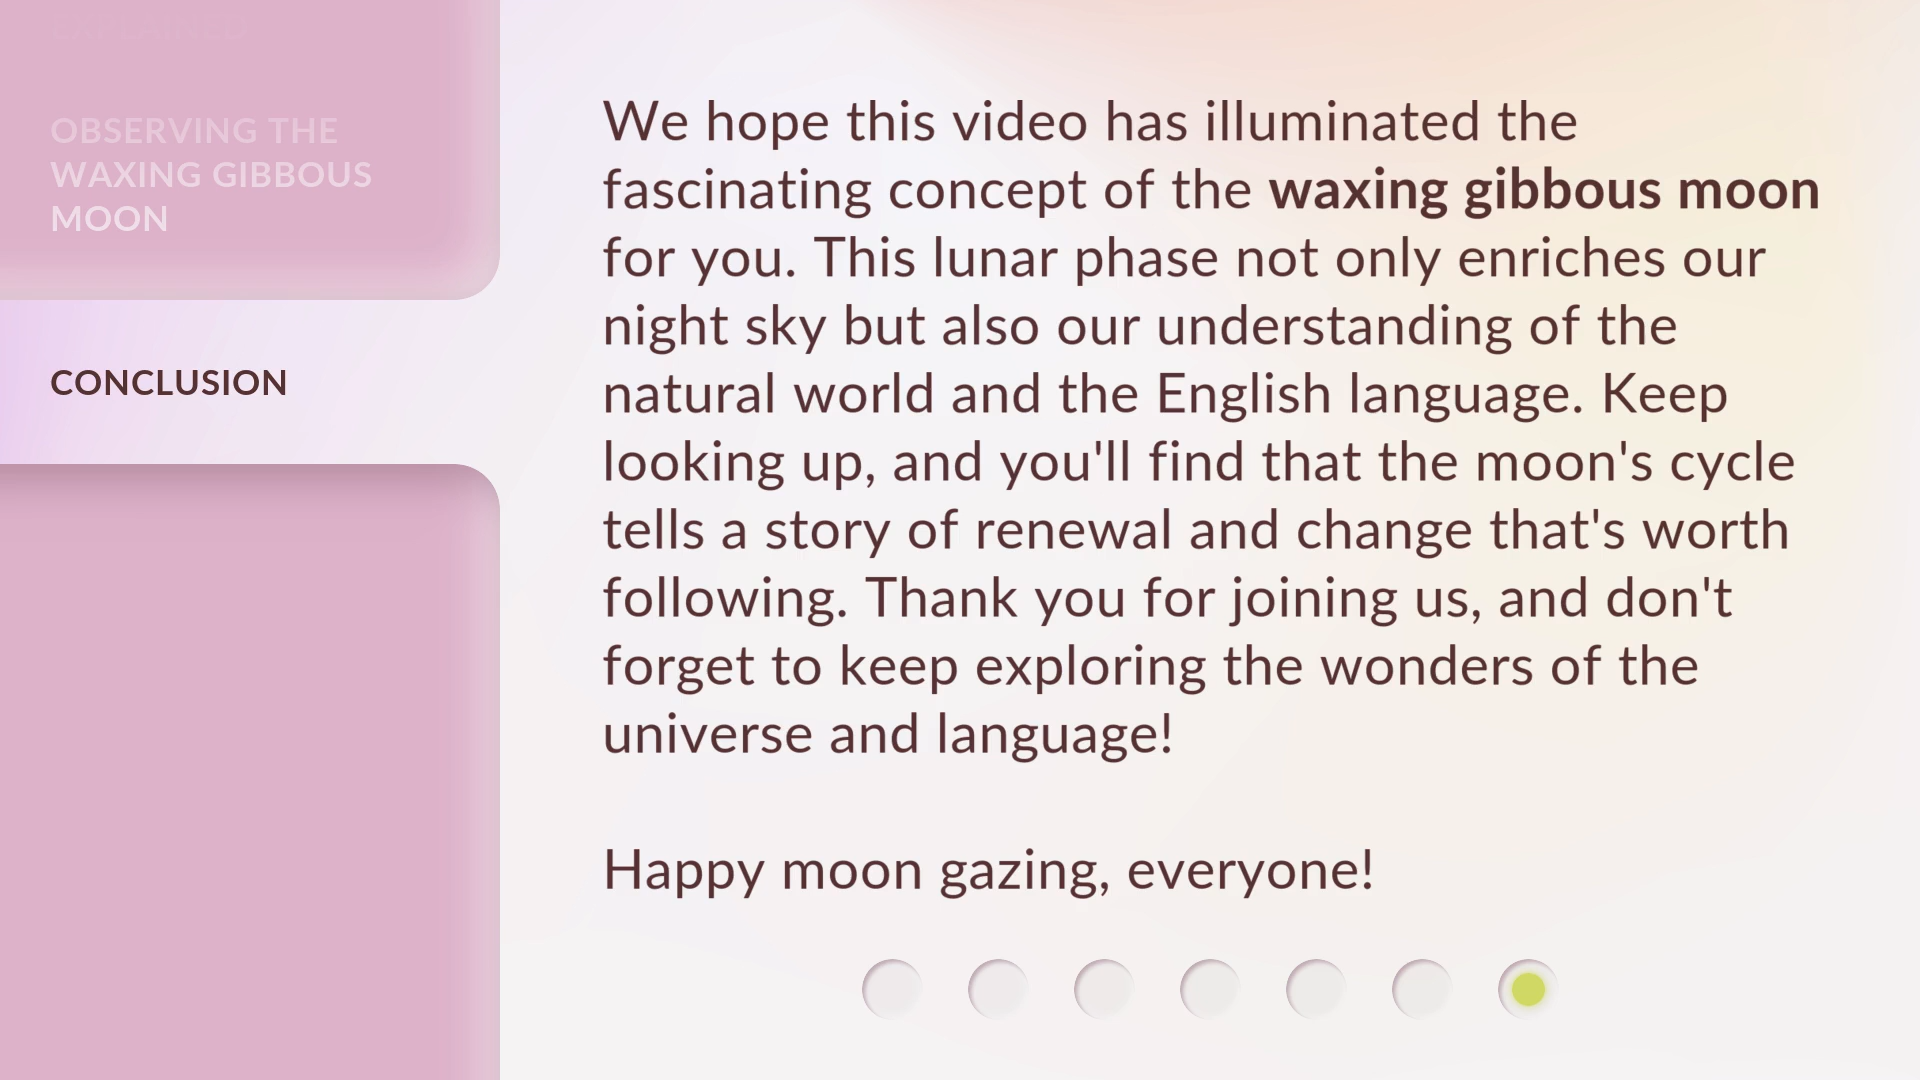 EXPLAINED
OBSERVING THE
WAXING GIBBOUS
MOON
CONCLUSION
We hope this video has illuminated the
fascinating concept of the waxing gibbous moon
for you. This lunar phase not only enriches our
night sky but also our understanding of the
natural world and the English language. Keep
looking up, and you'll find that the moon's cycle
tells a story of renewal and change that's worth
following. Thank you for joining us, and don't
forget to keep exploring the wonders of the
universe and language!
Happy moon gazing, everyone!